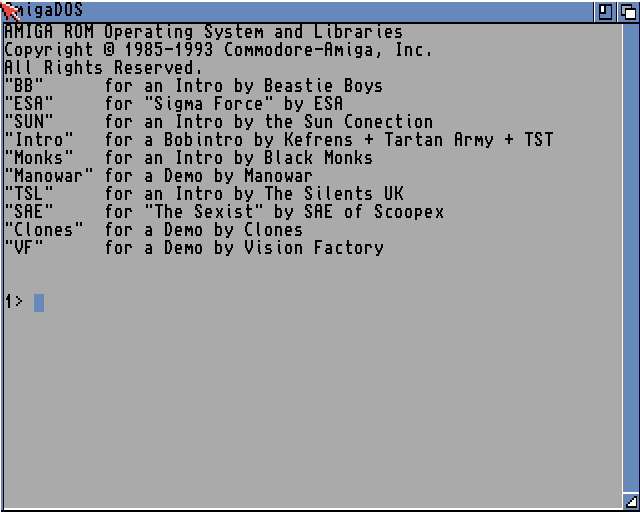 AmigaDOS
AMIGA ROM Operating System and Libraries
Copyright © 1985-1993 Commodore-Amiga, Inc.
All Rights Reserved.
"BB" for an Intro by Beastie Boys
"ESA" for "Sigma Force" by ESA
"SUN" for an Intro by the Sun Conection
"Intro" for a Bobintro by Kefrens + Tartan Army + TST
"Monks" for an Intro by Black Monks
"Manowar" for a Demo by Manowar
"TSL" for an Intro by The Silents UK
"SAE" for "The Sexist" by SAE of Scoopex
"Clones" for a Demo by Clones
"VF" for a Demo by Vision Factory
1>